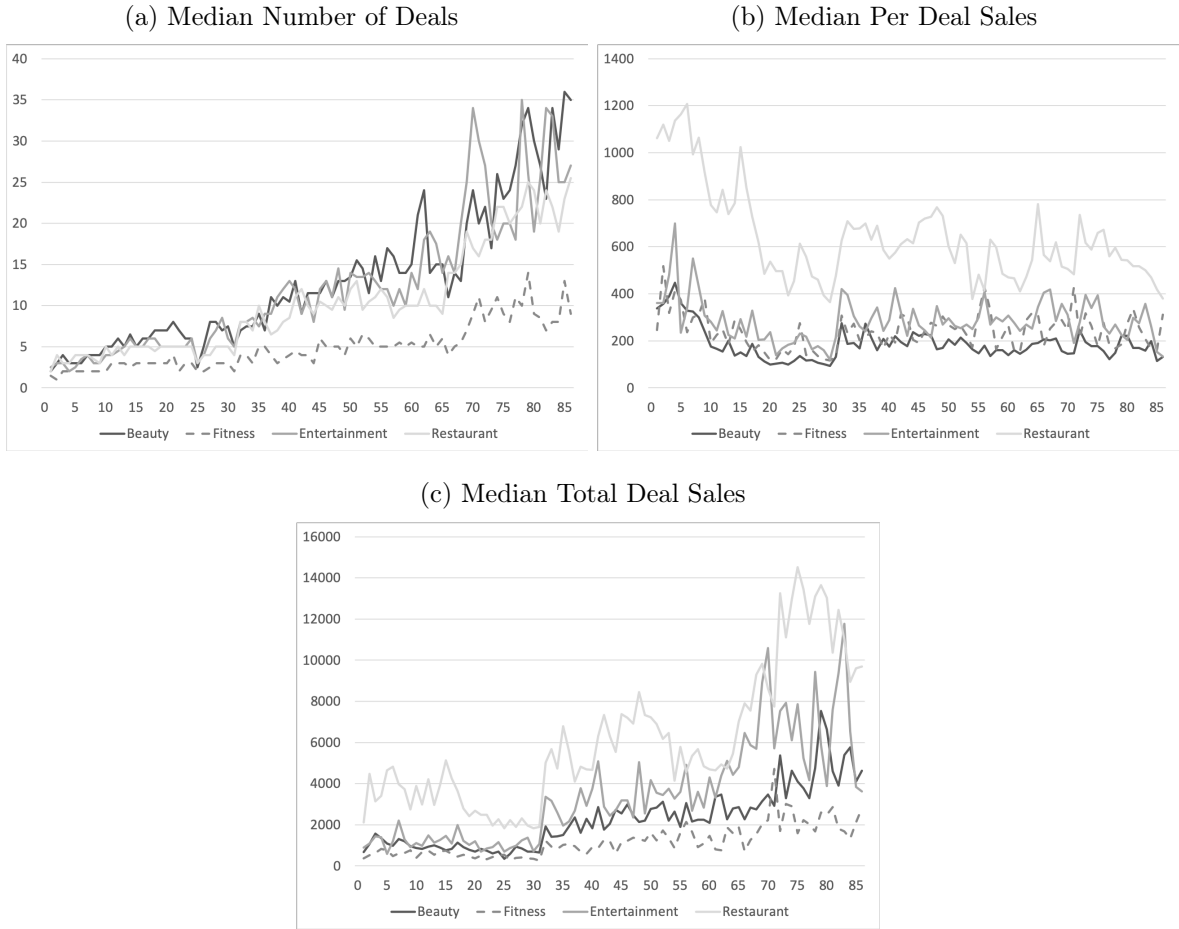 (a) Median Number of Deals
40
35
30
25
20
15
10
5
0
0 5 10 15 20 25 30 35 40 45 50 55 60 65 70 75 80 85
Beauty Fitness Entertainment Restaurant
(b) Median Per Deal Sales
1400
1200
1000
800
600
400
200
0
0 5 10 15 20 25 30 35 40 45 50 55 60 65 70 75 80 85
Beauty Fitness Entertainment Restaurant
(c) Median Total Deal Sales
16000
14000
12000
10000
8000
6000
4000
2000
0
0 5 10 15 20 25 30 35 40 45 50 55 60 65 70 75 80 85
Beauty Fitness Entertainment Restaurant